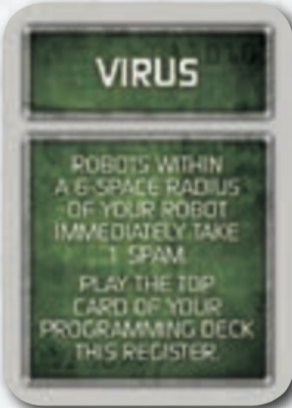 VIRUS
ROBOTS WITHIN
A 6-SPACE RADIUS
OF YOUR ROBOT
IMMEDIATELY TAKE
1 SPAM.
PLAY THE TOP
CARD OF YOUR
PROGRAMMING DECK
THIS REGISTER.